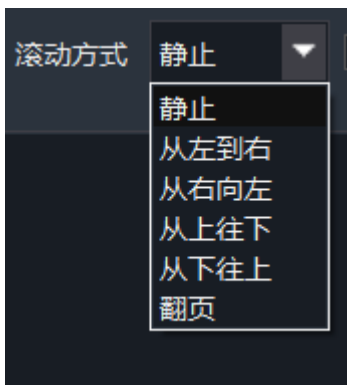 滚动方式 静止
静止
从左到右
从右向左
从上往下
从下往上
翻页